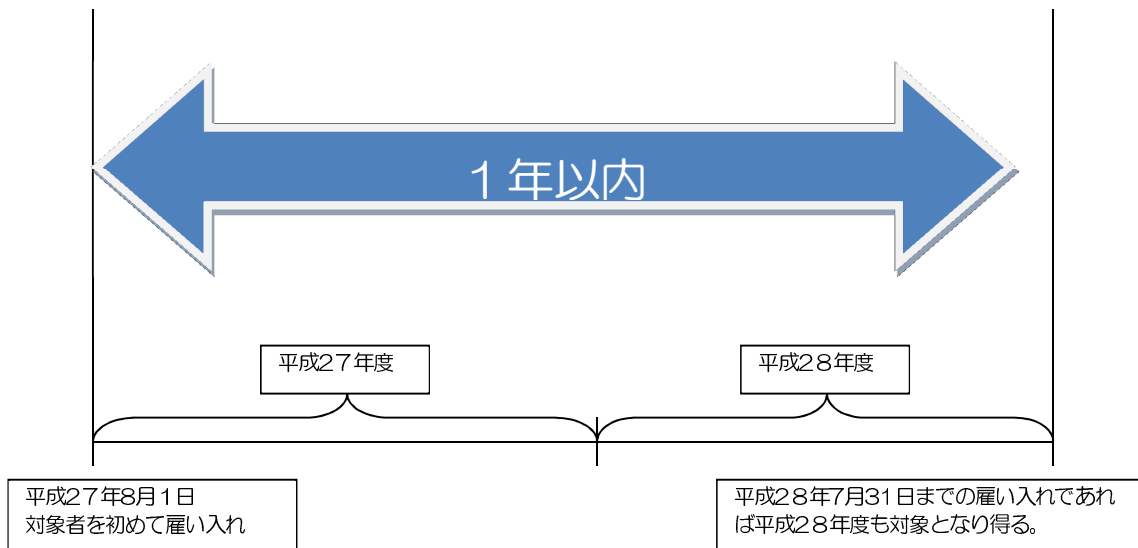 １年以内
平成２７年度
平成２８年度
平成２７年８月１日
対象者を初めて雇い入れ
平成２８年７月３１日までの雇い入れであれ
ば平成２８年度も対象となり得る。